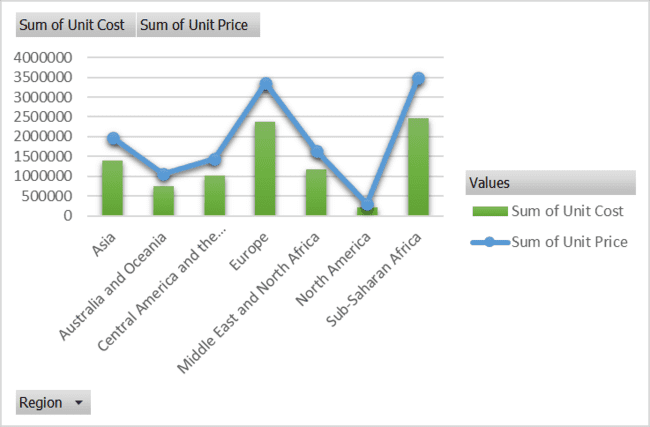 Sum of Unit Cost
Sum of Unit Price
4000000
3500000
3000000
2500000
2000000
1500000
1000000
500000
0
Asia
Australia and Oceania
Central America and the...
Europe
Middle East and North Africa
North America
Sub-Saharan Africa
Values
Sum of Unit Cost
Sum of Unit Price
Region